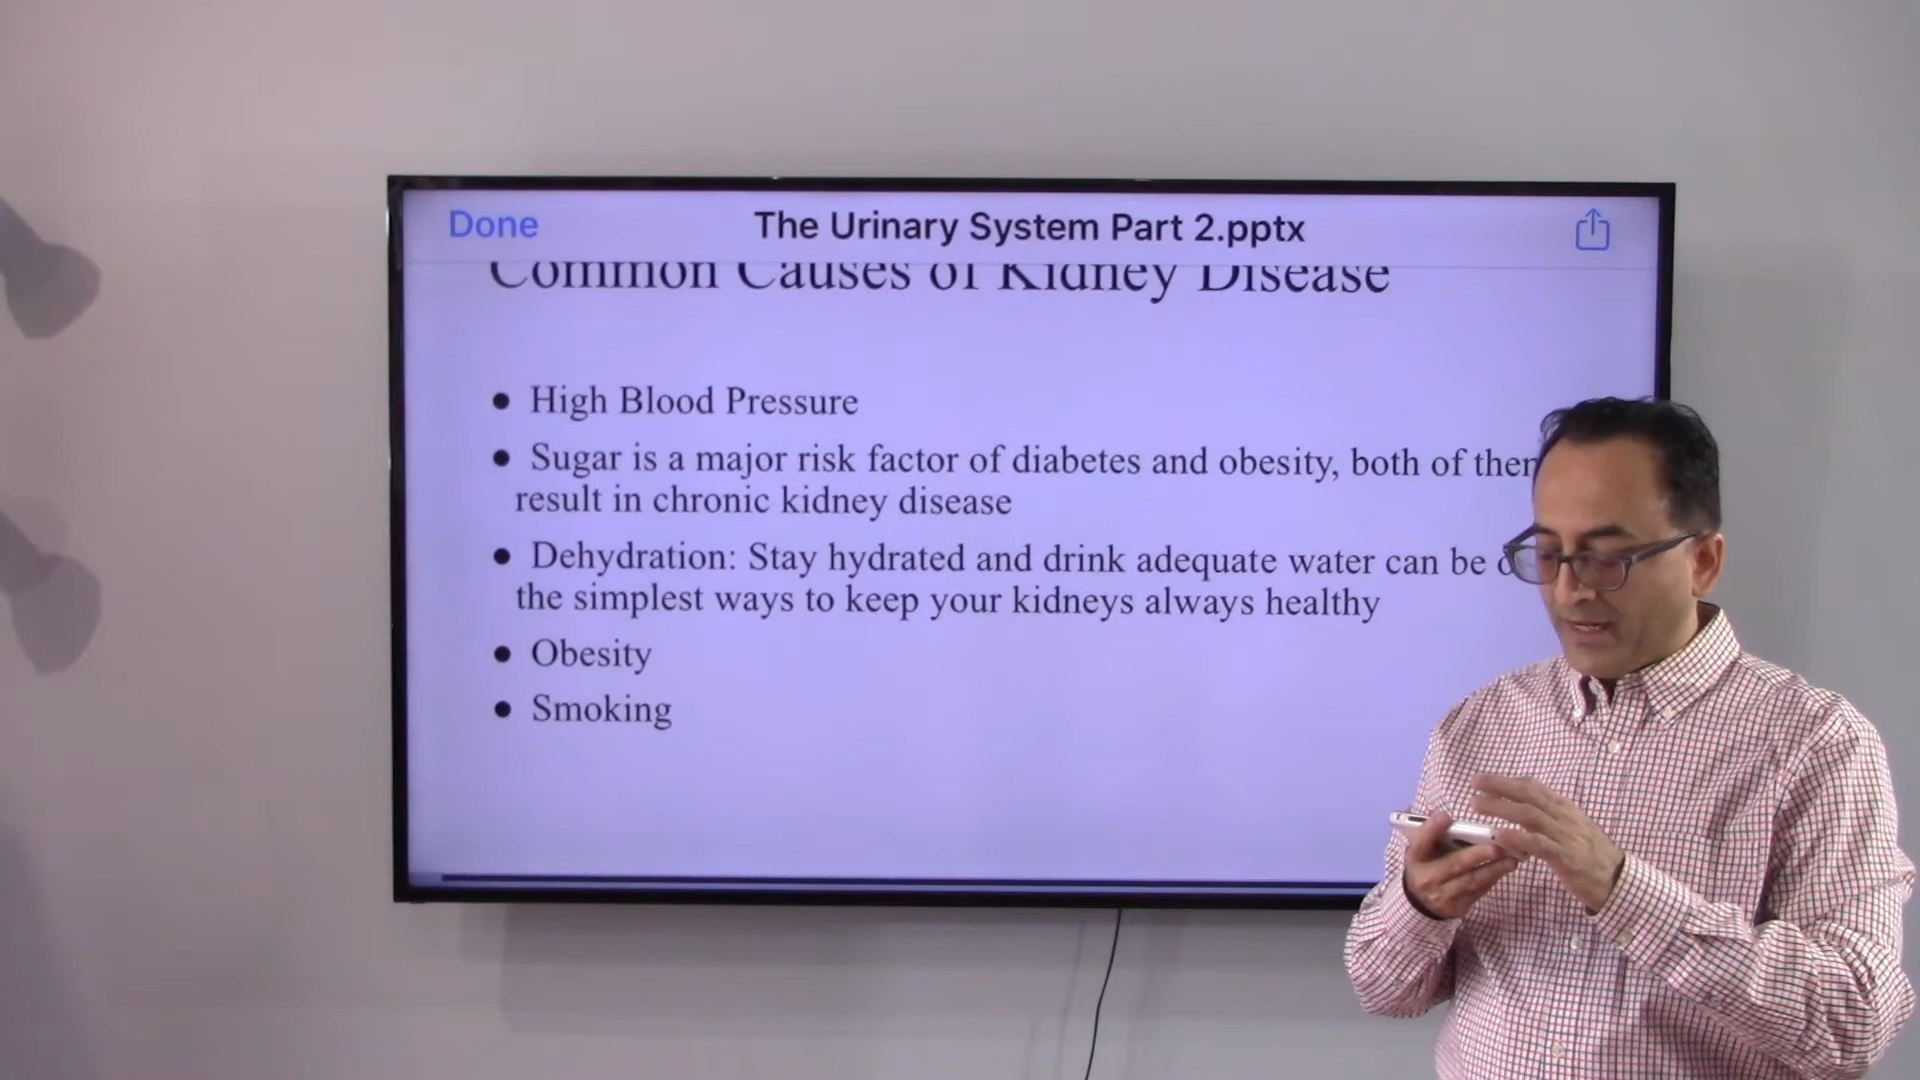 Done
The Urinary System Part 2.pptx
Common Causes of Kidney Disease
● High Blood Pressure
● Sugar is a major risk factor of diabetes and obesity, both of
result in chronic kidney disease
● Dehydration: Stay hydrated and drink adequate water can be
the simplest ways to keep your kidneys always healthy
● Obesity
● Smoking